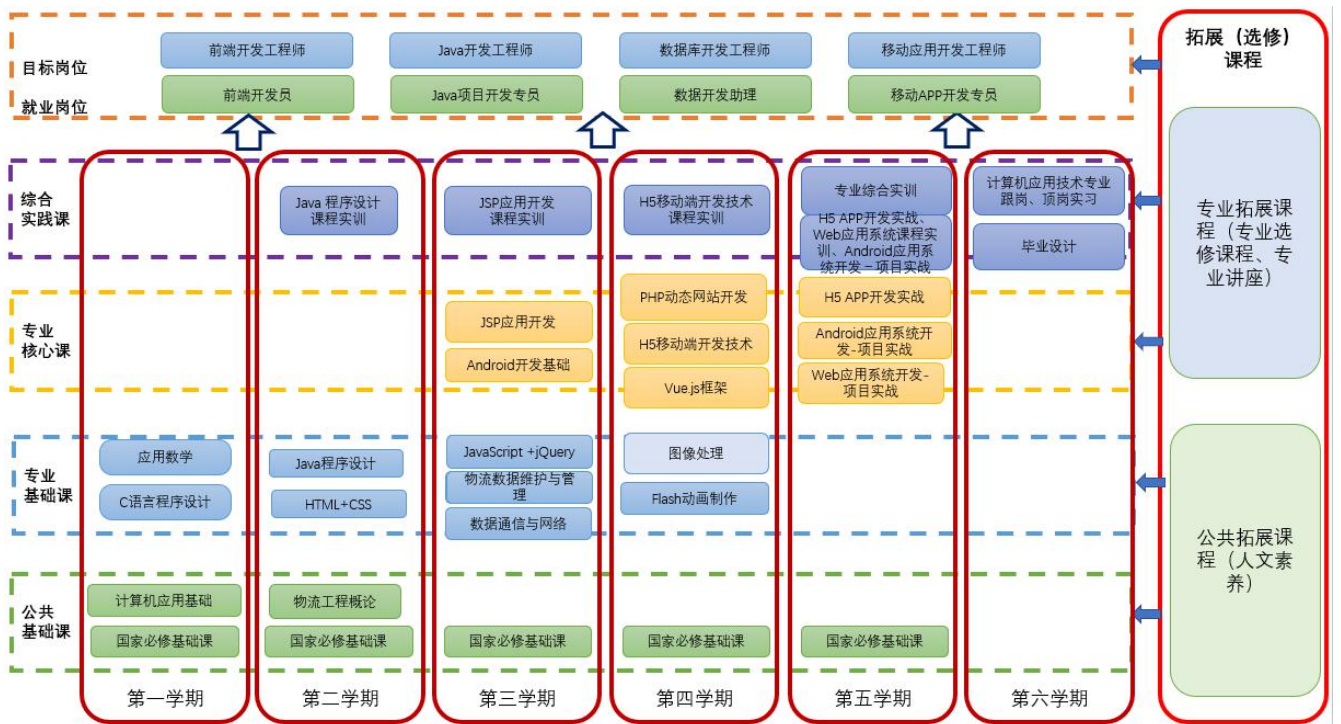 目标岗位
前端开发工程师
Java开发工程师
数据库开发工程师
移动应用开发工程师
就业岗位
前端开发员
Java项目开发专员
数据开发助理
移动APP开发专员
拓展（选修）
课程
综合
实践课
Java 程序设计
课程实训
JSP应用开发
课程实训
H5移动端开发技术
课程实训
专业综合实训
H5 APP开发实战、
Web应用系统课程实
训、Android应用系
统开发－项目实战
计算机应用技术专业
跟岗、顶岗实习
毕业设计
专业拓展课
程（专业选
修课程、专
业讲座）
专业
核心课
JSP应用开发
Android开发基础
PHP动态网站开发
H5移动端开发技术
Vue.js框架
H5 APP开发实战
Android应用系统开
发-项目实战
Web应用系统开发-
项目实战
专业
基础课
应用数学
C语言程序设计
Java程序设计
HTML+CSS
JavaScript +jQuery
物流数据维护与管
理
数据通信与网络
图像处理
Flash动画制作
公共拓展课
程（人文素
养）
公共
基础课
计算机应用基础
国家必修基础课
物流工程概论
国家必修基础课
国家必修基础课
国家必修基础课
国家必修基础课
第一学期
第二学期
第三学期
第四学期
第五学期
第六学期